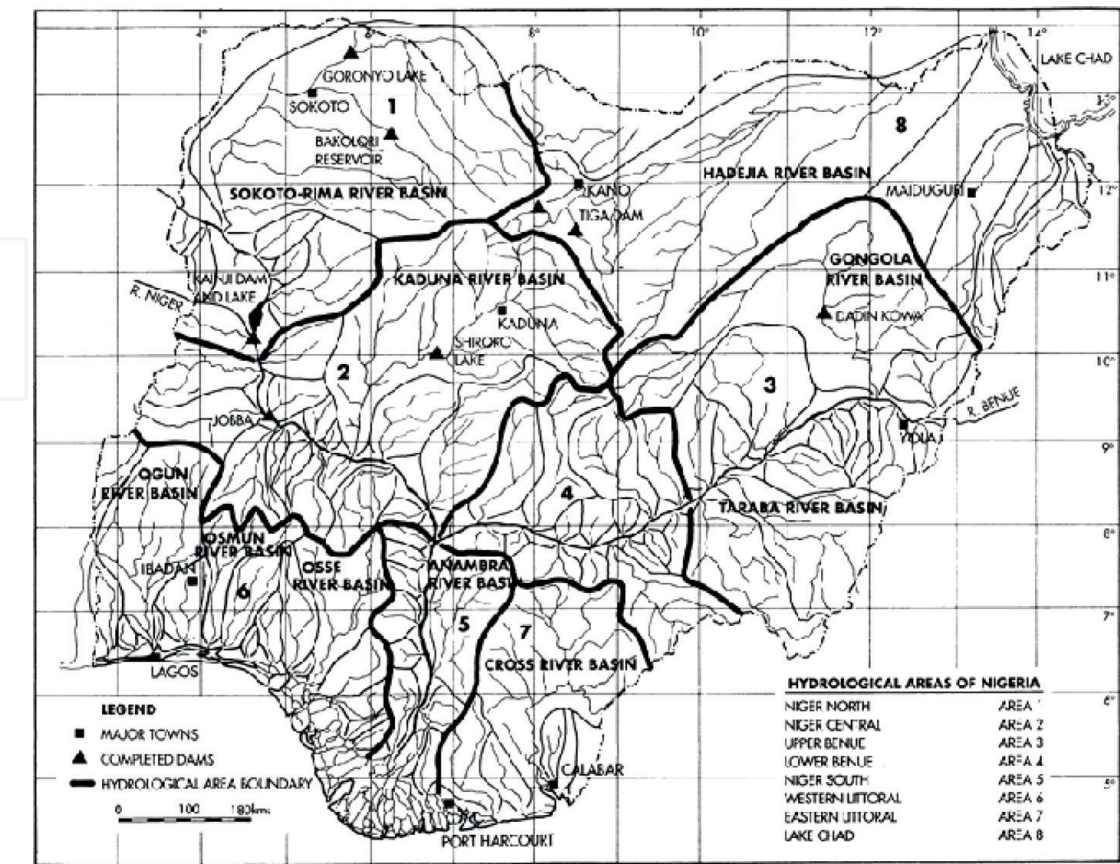 4°
6°
8°
10°
12°
14°
LAKE CHAD
GORONYO LAKE
SOKOTO
1
13°
8
BAKOLORI
RESERVOIR
HADEJIA RIVER BASIN
SOKOTO-RIMA RIVER BASIN
KANO
12°
MAIDUGURI
TIGA DAM
GONGOLA
RIVER BASIN
KAINJI DAM
AND LAKE
KADUNA RIVER BASIN
11°
R. NIGER
KADUNA
DADIN KOWA
SHIRORO
LAKE
10°
2
3
JOBBA
R. BENUE
YOLA
9°
OGUN
RIVER BASIN
4
TARABA RIVER BASIN
8°
OSMUN
RIVER BASIN
OSSE
RIVER BASIN
ANAMBRA
RIVER BASIN
IBADAN
6
5
7
7°
CROSS RIVER BASIN
LAGOS
6°
5°
CALABAR
PORT HARCOURT
LEGEND
MAJOR TOWNS
COMPLETED DAMS
HYDROLOGICAL AREA BOUNDARY
0 100 180kms
HYDROLOGICAL AREAS OF NIGERIA
NIGER NORTH AREA 1
NIGER CENTRAL AREA 2
UPPER BENUE AREA 3
LOWER BENUE AREA 4
NIGER SOUTH AREA 5
WESTERN LITTORAL AREA 6
EASTERN LITTORAL AREA 7
LAKE CHAD AREA 8